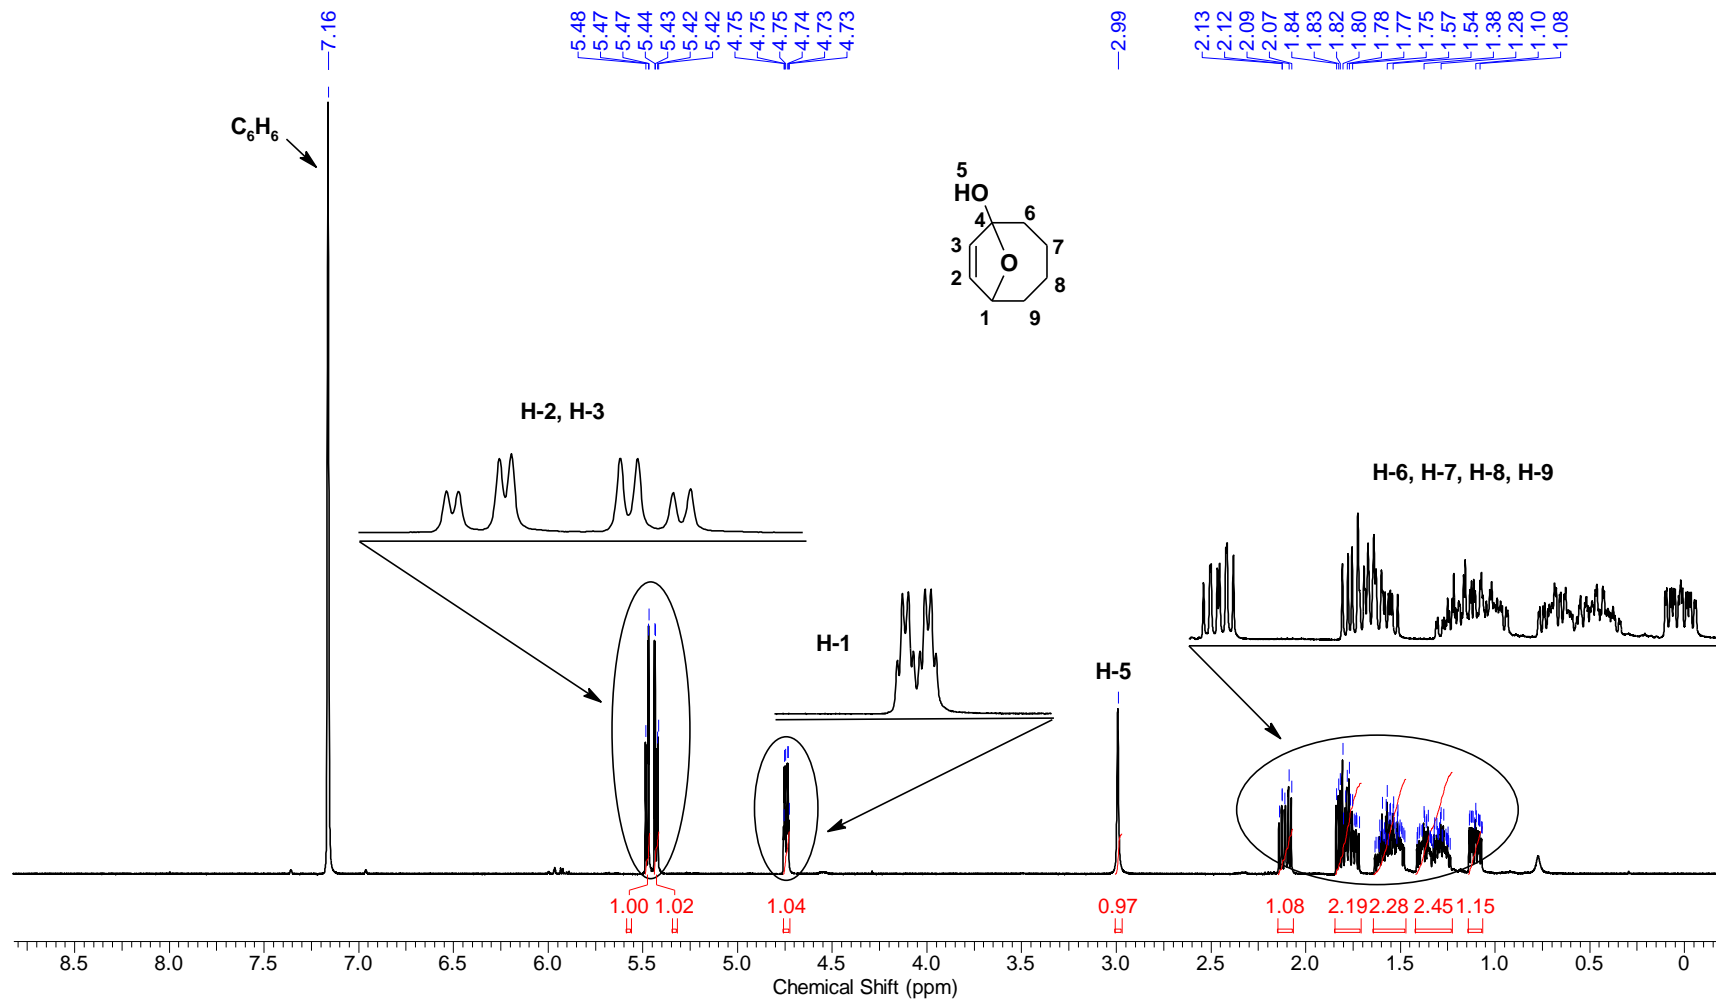 7.16
5.48 5.47 5.47 5.44 5.43 5.42 5.42 4.75 4.75 4.75 4.74 4.73 4.73
2.99
2.13 2.12 2.09 2.07 1.84 1.83 1.82 1.80 1.78 1.77 1.75 1.57 1.54 1.38 1.28 1.10 1.08
C6H6
5
HO
4
6
3
7
O
2
8
1
9
H-2, H-3
H-6, H-7, H-8, H-9
H-1
H-5
1.00 1.02 1.04 0.97 1.08 2.19 2.28 2.45 1.15
8.5 8.0 7.5 7.0 6.5 6.0 5.5 5.0 4.5 4.0 3.5 3.0 2.5 2.0 1.5 1.0 0.5 0
Chemical Shift (ppm)